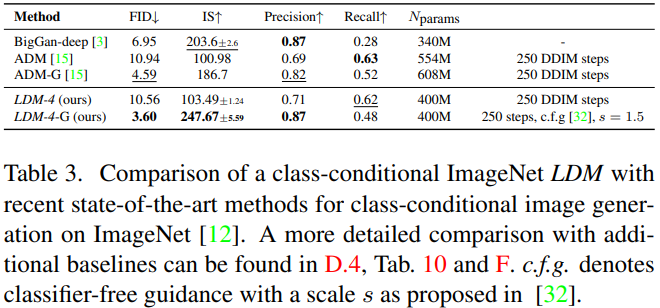 Method FID↓ IS↑ Precision↑ Recall↑ Nparams
BigGan-deep [3] 6.95 203.6±2.6 0.87 0.28 340M -
ADM [15] 10.94 100.98 0.69 0.63 554M 250 DDIM steps
ADM-G [15] 4.59 186.7 0.82 0.52 608M 250 DDIM steps
LDM-4 (ours) 10.56 103.49±1.24 0.71 0.62 400M 250 DDIM steps
LDM-4-G (ours) 3.60 247.67±5.59 0.87 0.48 400M 250 steps, c.f.g [32], s = 1.5
Table 3. Comparison of a class-conditional ImageNet LDM with
recent state-of-the-art methods for class-conditional image gener-
ation on ImageNet [12]. A more detailed comparison with addi-
tional baselines can be found in D.4, Tab. 10 and F. c.f.g. denotes
classifier-free guidance with a scale s as proposed in [32].